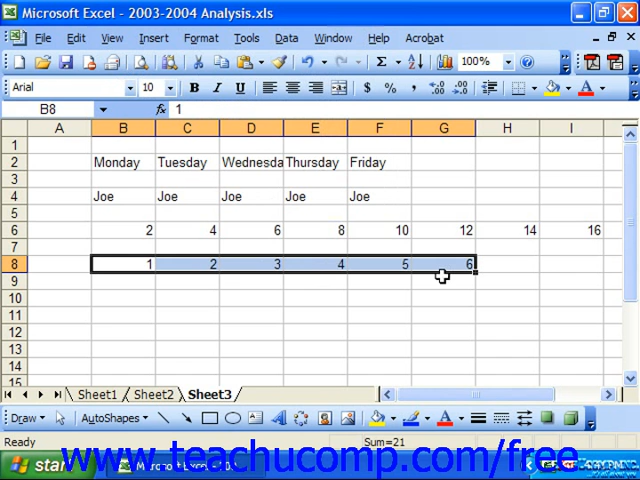 Microsoft Excel - 2003-2004 Analysis.xls
File Edit View Insert Format Tools Data Window Help Acrobat
Σ 100%
Arial 10 B I U $ % ,
B8 fx 1
A B C D E F G H I
1
2 Monday Tuesday Wednesda Thursday Friday
3
4 Joe Joe Joe Joe Joe
5
6 2 4 6 8 10 12 14 16
7
8 1 2 3 4 5 6
9
10
11
12
13
14
15
Sheet1 Sheet2 Sheet3
Draw AutoShapes
Ready Sum=21
start Microsoft Excel
www.teachucomp.com/free